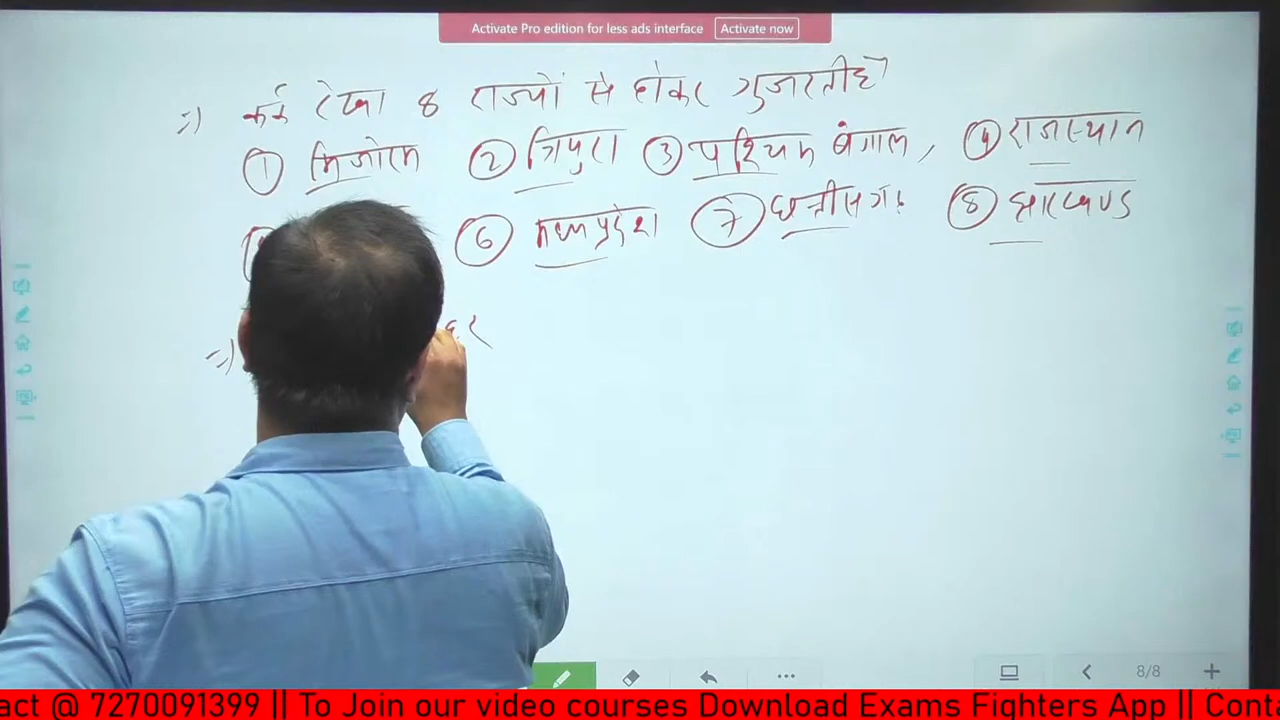 Activate Pro edition for less ads interface Activate now
=) कर्क रेखा 8 राज्यों से होकर गुजरती है
① मिजोरम ② त्रिपुरा ③ पश्चिम बंगाल, ④ राजस्थान
⑥ मध्यप्रदेश ⑦ छत्तीसगढ़ ⑧ झारखण्ड
=)
8/8
act @ 7270091399 || To Join our video courses Download Exams Fighters App || Cont